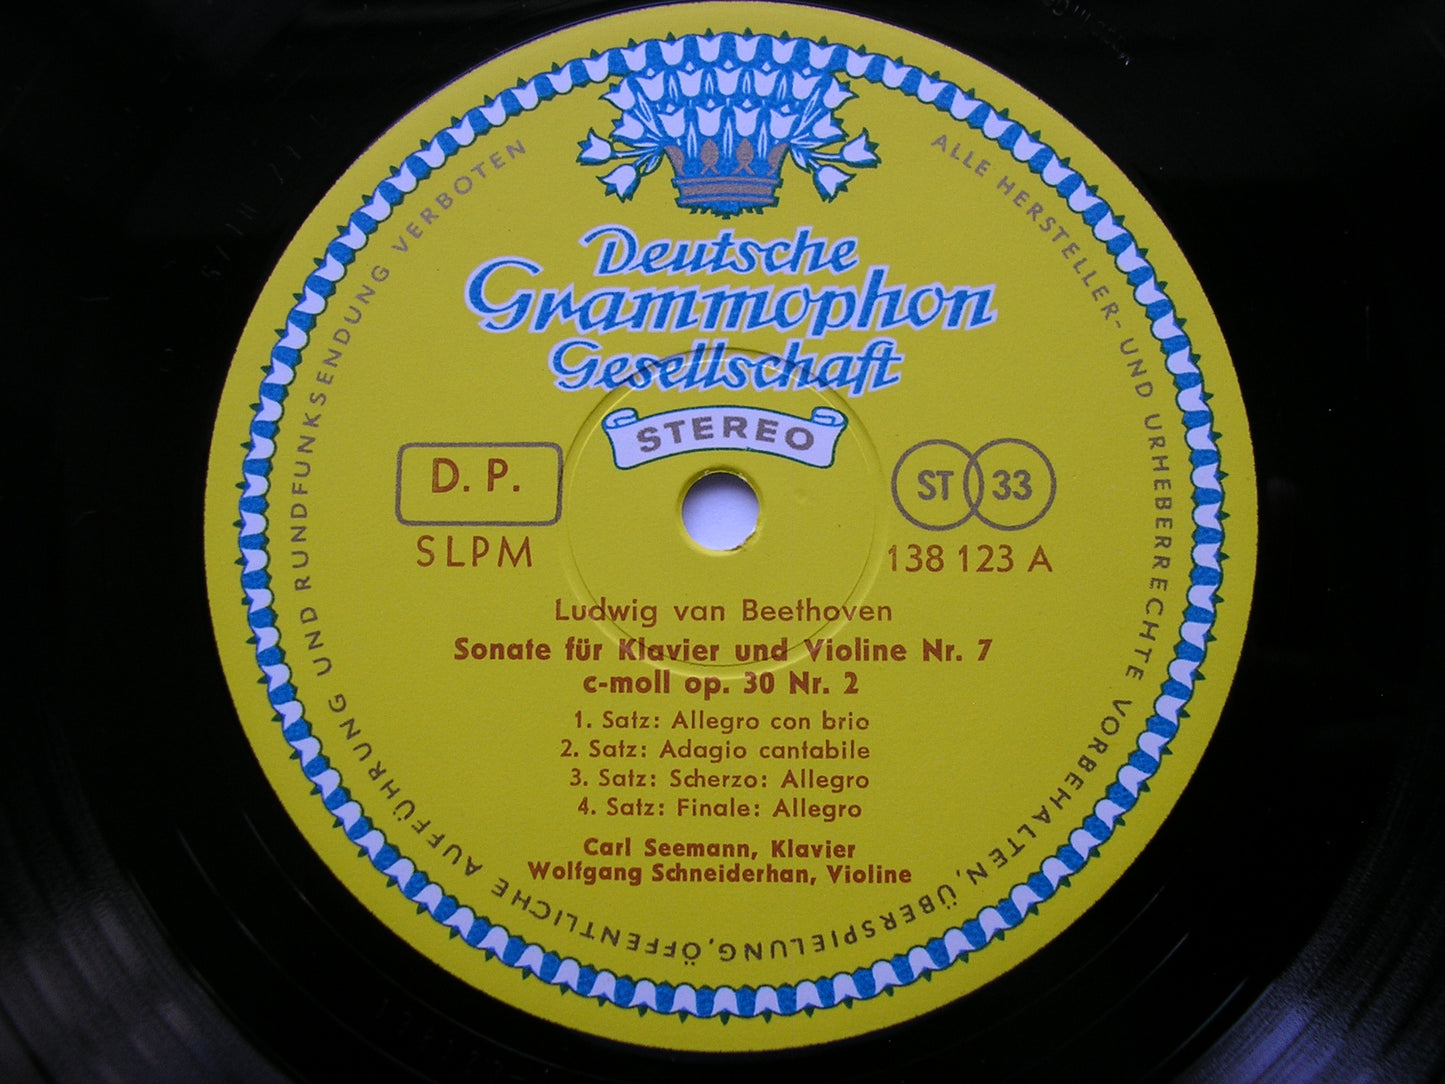 Deutsche
Grammophon
Gesellschaft
STEREO
D. P.
SLPM
ST 33
138 123 A
Ludwig van Beethoven
Sonate für Klavier und Violine Nr. 7
c-moll op. 30 Nr. 2
1. Satz: Allegro con brio
2. Satz: Adagio cantabile
3. Satz: Scherzo: Allegro
4. Satz: Finale: Allegro
Carl Seemann, Klavier
Wolfgang Schneiderhan, Violine
ALLE HERSTELLER- UND URHEBERRECHTE VORBEHALTEN, ÜBERSPIELUNG, ÖFFENTLICHE AUFFÜHRUNG UND RUNDFUNKSENDUNG VERBOTEN